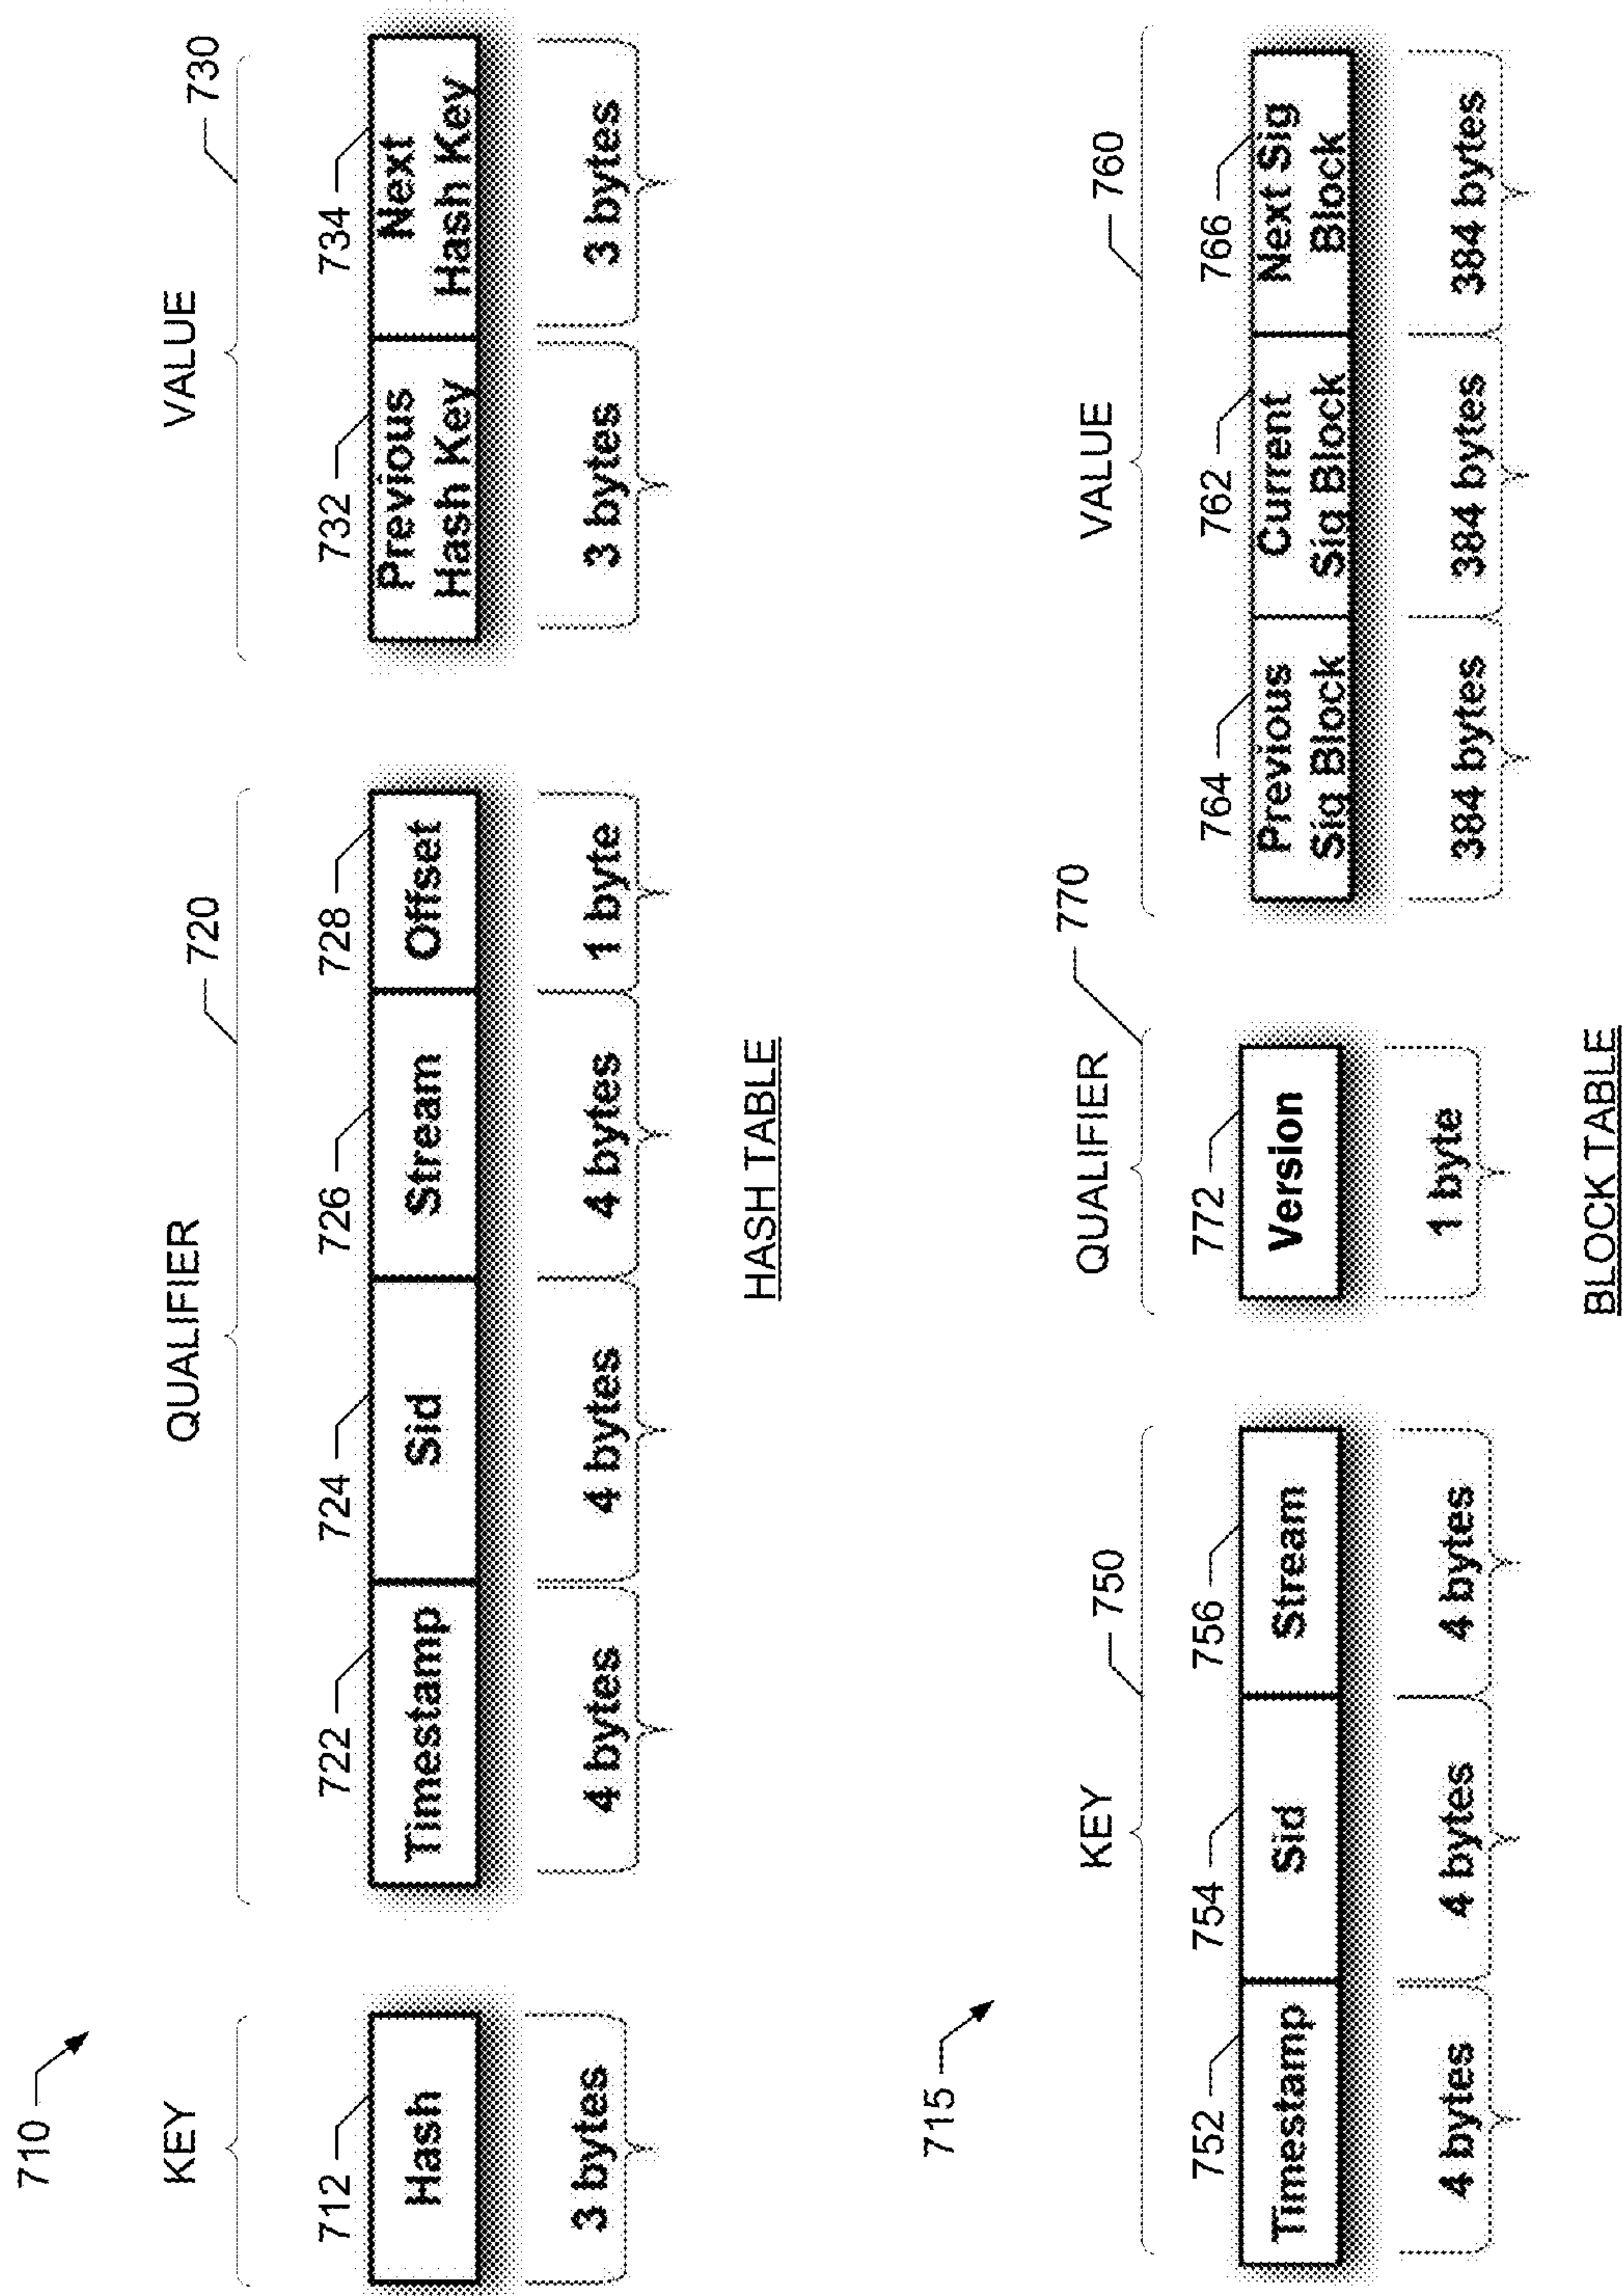 710
KEY
QUALIFIER
720
VALUE
730
712
722
724
726
728
732
734
Hash
Timestamp
Sid
Stream
Offset
Previous
Hash Key
Next
Hash Key
3 bytes
4 bytes
4 bytes
4 bytes
1 byte
3 bytes
3 bytes
HASH TABLE
715
KEY
750
QUALIFIER
770
VALUE
760
752
754
756
772
764
762
766
Timestamp
Sid
Stream
Version
Previous
Sig Block
Current
Sig Block
Next Sig
Block
4 bytes
4 bytes
4 bytes
1 byte
384 bytes
384 bytes
384 bytes
BLOCK TABLE